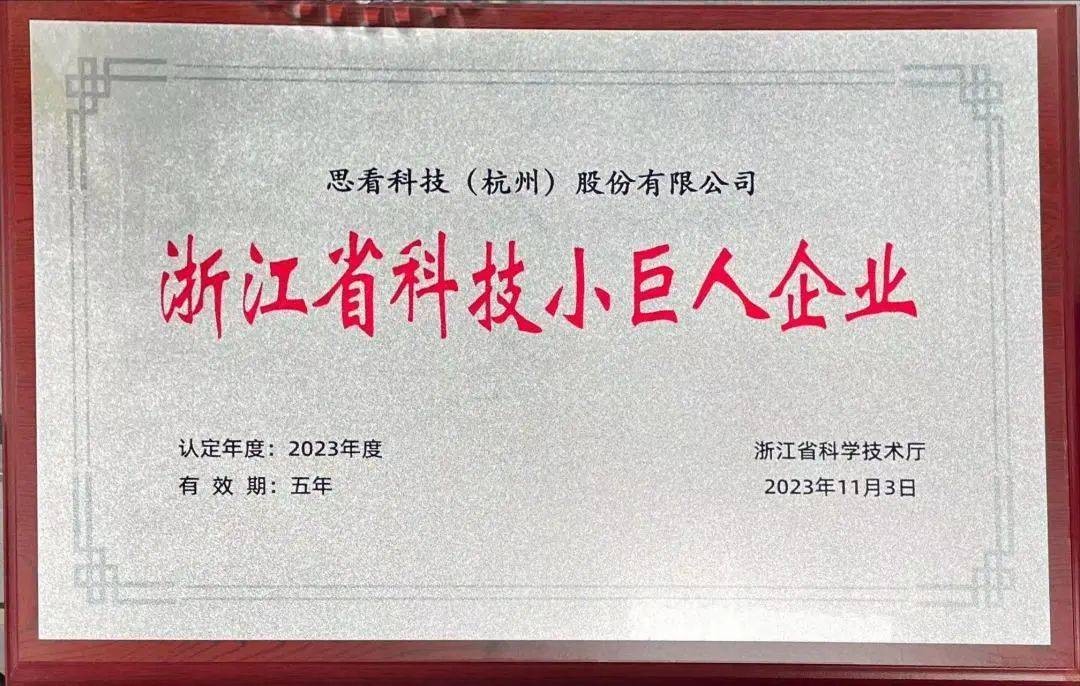 思看科技（杭州）股份有限公司
浙江省科技小巨人企业
认定年度：2023年度
有 效 期：五年
浙江省科学技术厅
2023年11月3日